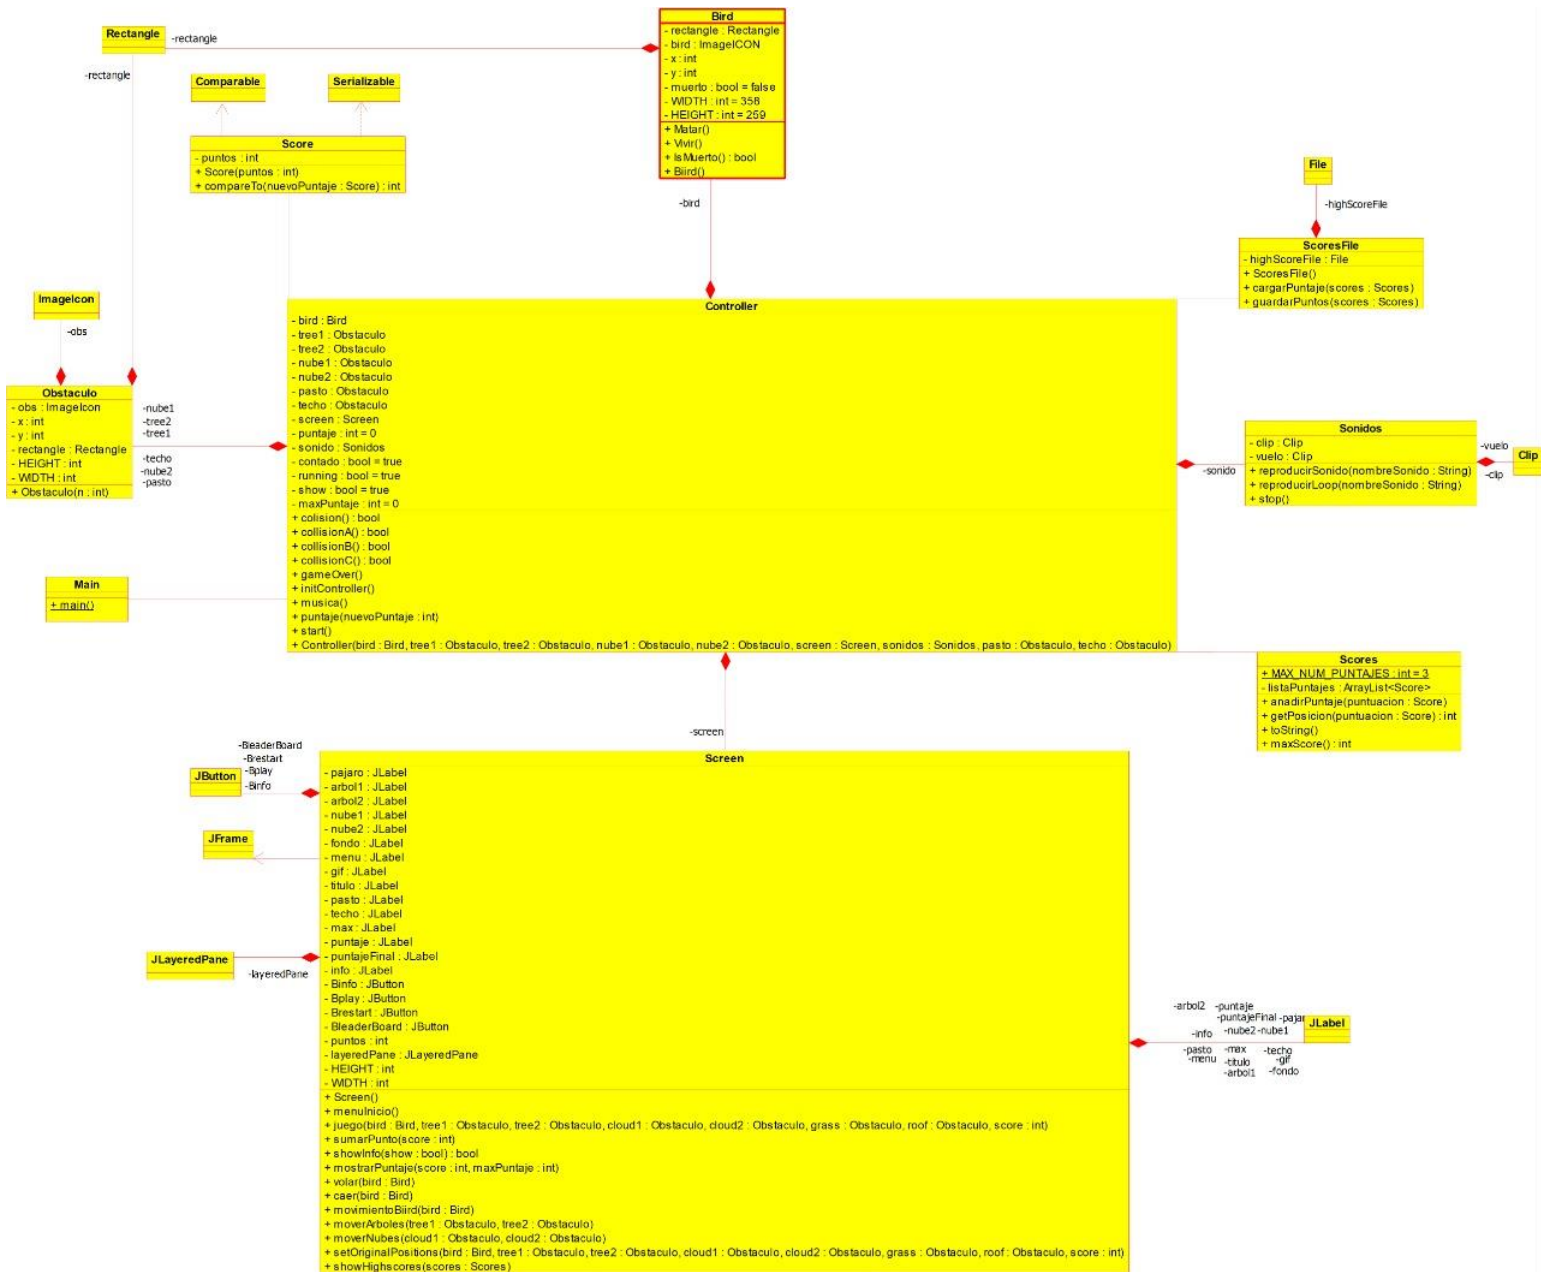 Rectangle
-rectangle
-rectangle
Bird
- rectangle : Rectangle
- bird : ImageICON
- x : int
- y : int
- muerto : bool = false
- WIDTH : int = 358
- HEIGHT : int = 259
+ Matar()
+ Vivir()
+ IsMuerto() : bool
+ Biird()
-bird
Comparable
Serializable
Score
- puntos : int
+ Score(puntos : int)
+ compareTo(nuevoPuntaje : Score) : int
File
-highScoreFile
ScoresFile
- highScoreFile : File
+ ScoresFile()
+ cargarPuntaje(scores : Scores)
+ guardarPuntos(scores : Scores)
ImageIcon
-obs
Obstaculo
- obs : ImageIcon
- x : int
- y : int
- rectangle : Rectangle
- HEIGHT : int
- WIDTH : int
+ Obstaculo(n : int)
-nube1
-tree2
-tree1
-techo
-nube2
-pasto
Controller
- bird : Bird
- tree1 : Obstaculo
- tree2 : Obstaculo
- nube1 : Obstaculo
- nube2 : Obstaculo
- pasto : Obstaculo
- techo : Obstaculo
- screen : Screen
- puntaje : int = 0
- sonido : Sonidos
- contado : bool = true
- running : bool = true
- show : bool = true
- maxPuntaje : int = 0
+ colision() : bool
+ collisionA() : bool
+ collisionB() : bool
+ collisionC() : bool
+ gameOver()
+ initController()
+ musica()
+ puntaje(nuevoPuntaje : int)
+ start()
+ Controller(bird : Bird, tree1 : Obstaculo, tree2 : Obstaculo, nube1 : Obstaculo, nube2 : Obstaculo, screen : Screen, sonidos : Sonidos, pasto : Obstaculo, techo : Obstaculo)
-sonido
Sonidos
- clip : Clip
- vuelo : Clip
+ reproducirSonido(nombreSonido : String)
+ reproducirLoop(nombreSonido : String)
+ stop()
-vuelo
-clip
Clip
Main
+ main()
Scores
+ MAX_NUM_PUNTAJES : int = 3
- listaPuntajes : ArrayList<Score>
+ anadirPuntaje(puntuacion : Score)
+ getPosicion(puntuacion : Score) : int
+ toString()
+ maxScore() : int
-screen
-BleaderBoard
-Brestart
-Bplay
-Binfo
JButton
JFrame
JLayeredPane
-layeredPane
Screen
- pajaro : JLabel
- arbol1 : JLabel
- arbol2 : JLabel
- nube1 : JLabel
- nube2 : JLabel
- fondo : JLabel
- menu : JLabel
- gif : JLabel
- titulo : JLabel
- pasto : JLabel
- techo : JLabel
- max : JLabel
- puntaje : JLabel
- puntajeFinal : JLabel
- info : JLabel
- Binfo : JButton
- Bplay : JButton
- Brestart : JButton
- BleaderBoard : JButton
- puntos : int
- layeredPane : JLayeredPane
- HEIGHT : int
- WIDTH : int
+ Screen()
+ menuInicio()
+ juego(bird : Bird, tree1 : Obstaculo, tree2 : Obstaculo, cloud1 : Obstaculo, cloud2 : Obstaculo, grass : Obstaculo, roof : Obstaculo, score : int)
+ sumarPunto(score : int)
+ showInfo(show : bool) : bool
+ mostrarPuntaje(score : int, maxPuntaje : int)
+ volar(bird : Bird)
+ caer(bird : Bird)
+ movimientoBiird(bird : Bird)
+ moverArboles(tree1 : Obstaculo, tree2 : Obstaculo)
+ moverNubes(cloud1 : Obstaculo, cloud2 : Obstaculo)
+ setOriginalPositions(bird : Bird, tree1 : Obstaculo, tree2 : Obstaculo, cloud1 : Obstaculo, cloud2 : Obstaculo, grass : Obstaculo, roof : Obstaculo, score : int)
+ showHighscores(scores : Scores)
-arbol2 -puntaje
-puntajeFinal -pajar
-info -nube2 -nube1
-pasto -max -techo
-menu -titulo -gif
-arbol1 -fondo
JLabel